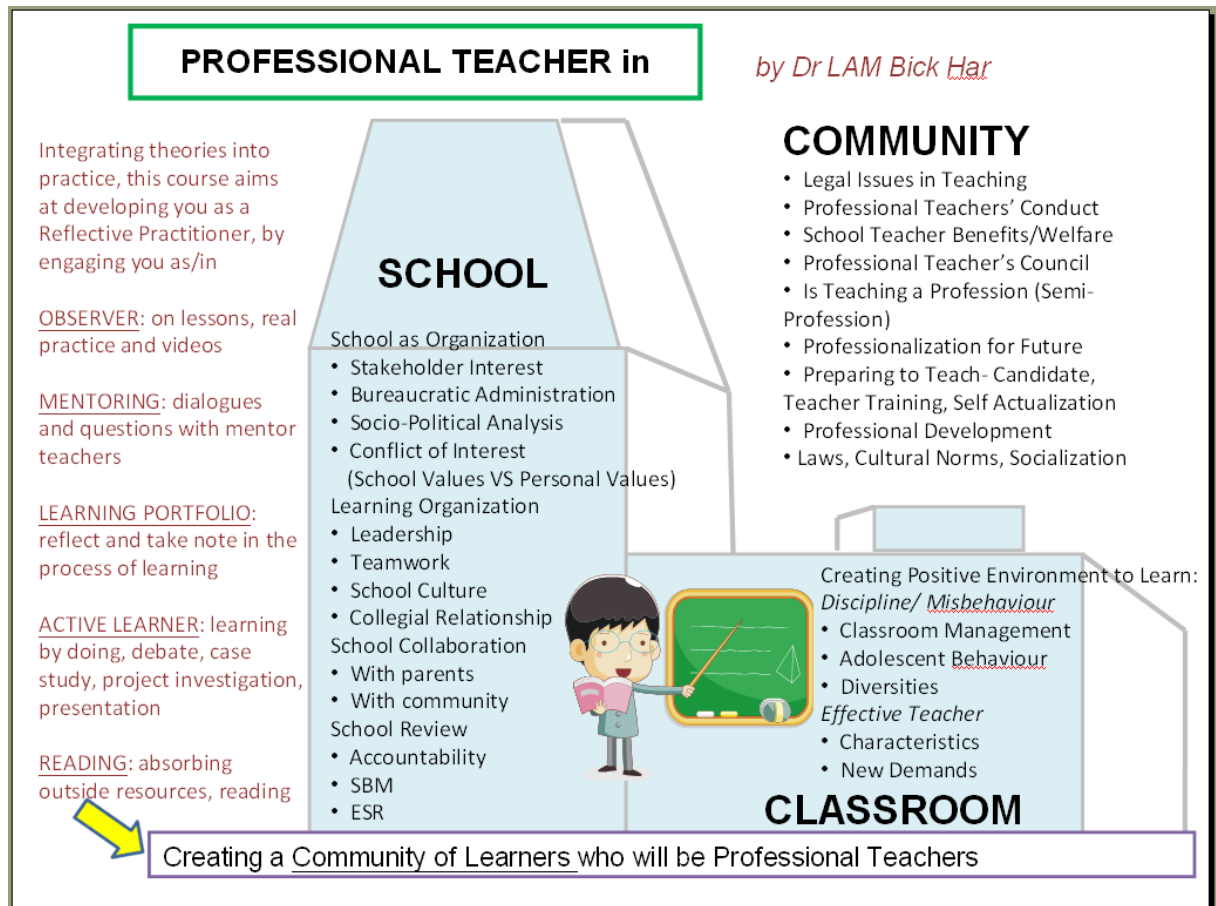 PROFESSIONAL TEACHER in
by Dr LAM Bick Har
Integrating theories into
practice, this course aims
at developing you as a
Reflective Practitioner, by
engaging you as/in
OBSERVER: on lessons, real
practice and videos
MENTORING: dialogues
and questions with mentor
teachers
LEARNING PORTFOLIO:
reflect and take note in the
process of learning
ACTIVE LEARNER: learning
by doing, debate, case
study, project investigation,
presentation
READING: absorbing
outside resources, reading
SCHOOL
School as Organization
• Stakeholder Interest
• Bureaucratic Administration
• Socio-Political Analysis
• Conflict of Interest
(School Values VS Personal Values)
Learning Organization
• Leadership
• Teamwork
• School Culture
• Collegial Relationship
School Collaboration
• With parents
• With community
School Review
• Accountability
• SBM
• ESR
COMMUNITY
• Legal Issues in Teaching
• Professional Teachers’ Conduct
• School Teacher Benefits/Welfare
• Professional Teacher’s Council
• Is Teaching a Profession (Semi-
Profession)
• Professionalization for Future
• Preparing to Teach- Candidate,
Teacher Training, Self Actualization
• Professional Development
• Laws, Cultural Norms, Socialization
Creating Positive Environment to Learn:
Discipline/ Misbehaviour
• Classroom Management
• Adolescent Behaviour
• Diversities
Effective Teacher
• Characteristics
• New Demands
CLASSROOM
Creating a Community of Learners who will be Professional Teachers